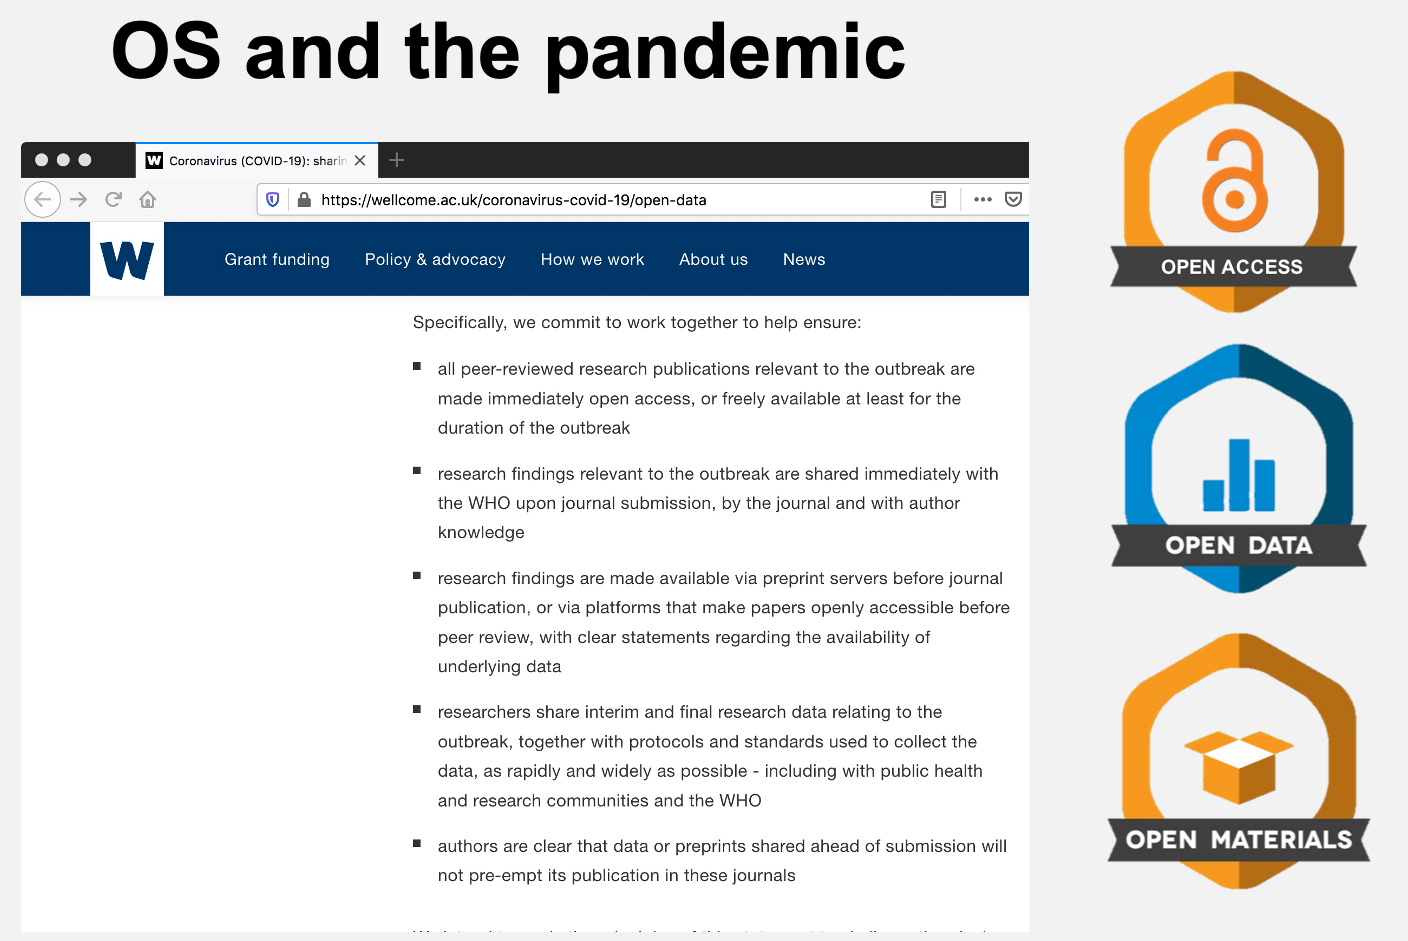 OS and the pandemic
W Coronavirus (COVID-19): sharin
https://wellcome.ac.uk/coronavirus-covid-19/open-data
W Grant funding Policy & advocacy How we work About us News
Specifically, we commit to work together to help ensure:
all peer-reviewed research publications relevant to the outbreak are
made immediately open access, or freely available at least for the
duration of the outbreak
research findings relevant to the outbreak are shared immediately with
the WHO upon journal submission, by the journal and with author
knowledge
research findings are made available via preprint servers before journal
publication, or via platforms that make papers openly accessible before
peer review, with clear statements regarding the availability of
underlying data
researchers share interim and final research data relating to the
outbreak, together with protocols and standards used to collect the
data, as rapidly and widely as possible - including with public health
and research communities and the WHO
authors are clear that data or preprints shared ahead of submission will
not pre-empt its publication in these journals
OPEN ACCESS
OPEN DATA
OPEN MATERIALS